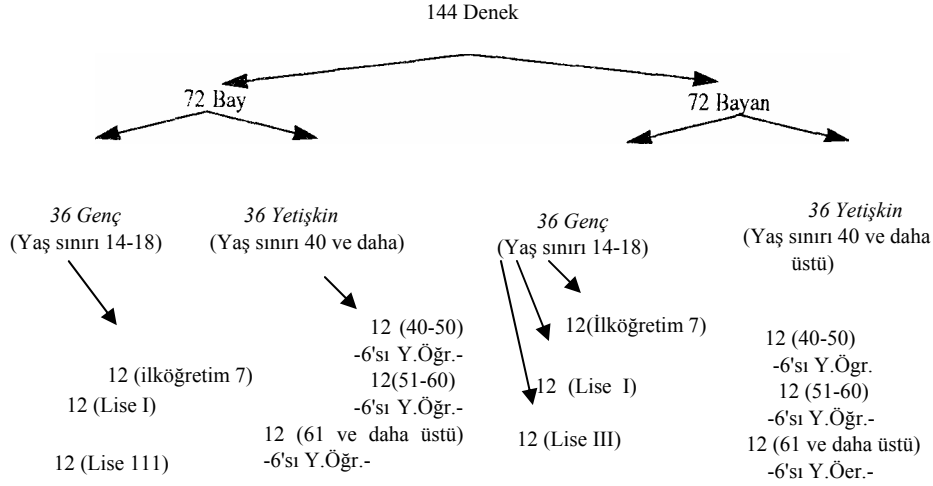 144 Denek
72 Bay
72 Bayan
36 Genç
(Yaş sınırı 14-18)
12 (ilköğretim 7)
12 (Lise I)
12 (Lise 111)
36 Yetişkin
(Yaş sınırı 40 ve daha)
12 (40-50)
-6'sı Y.Öğr.-
12(51-60)
-6'sı Y.Öğr.-
12 (61 ve daha üstü)
-6'sı Y.Öğr.-
36 Genç
(Yaş sınırı 14-18)
12(İlköğretim 7)
12 (Lise I)
12 (Lise III)
36 Yetişkin
(Yaş sınırı 40 ve daha
üstü)
12 (40-50)
-6'sı Y.Ögr.
12 (51-60)
-6'sı Y.Öğr.-
12 (61 ve daha üstü)
-6'sı Y.Öer.-